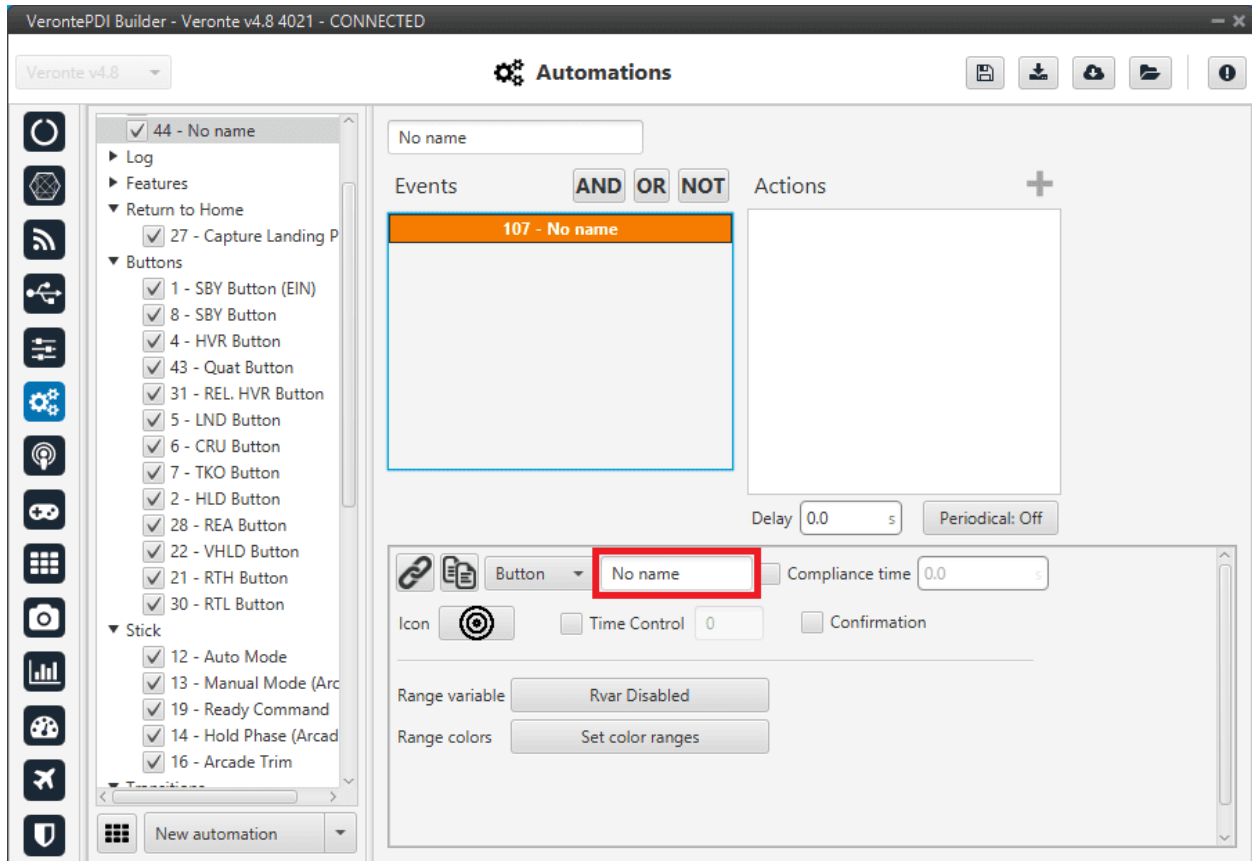 VerontePDI Builder - Veronte v4.8 4021 - CONNECTED
Veronte v4.8
Automations
44 - No name
Log
Features
Return to Home
27 - Capture Landing P
Buttons
1 - SBY Button (EIN)
8 - SBY Button
4 - HVR Button
43 - Quat Button
31 - REL. HVR Button
5 - LND Button
6 - CRU Button
7 - TKO Button
2 - HLD Button
28 - REA Button
22 - VHLD Button
21 - RTH Button
30 - RTL Button
Stick
12 - Auto Mode
13 - Manual Mode (Arc
19 - Ready Command
14 - Hold Phase (Arcad
16 - Arcade Trim
New automation
No name
Events AND OR NOT Actions
107 - No name
Delay 0.0 s Periodical: Off
Button No name Compliance time 0.0 s
Icon Time Control 0 Confirmation
Range variable Rvar Disabled
Range colors Set color ranges